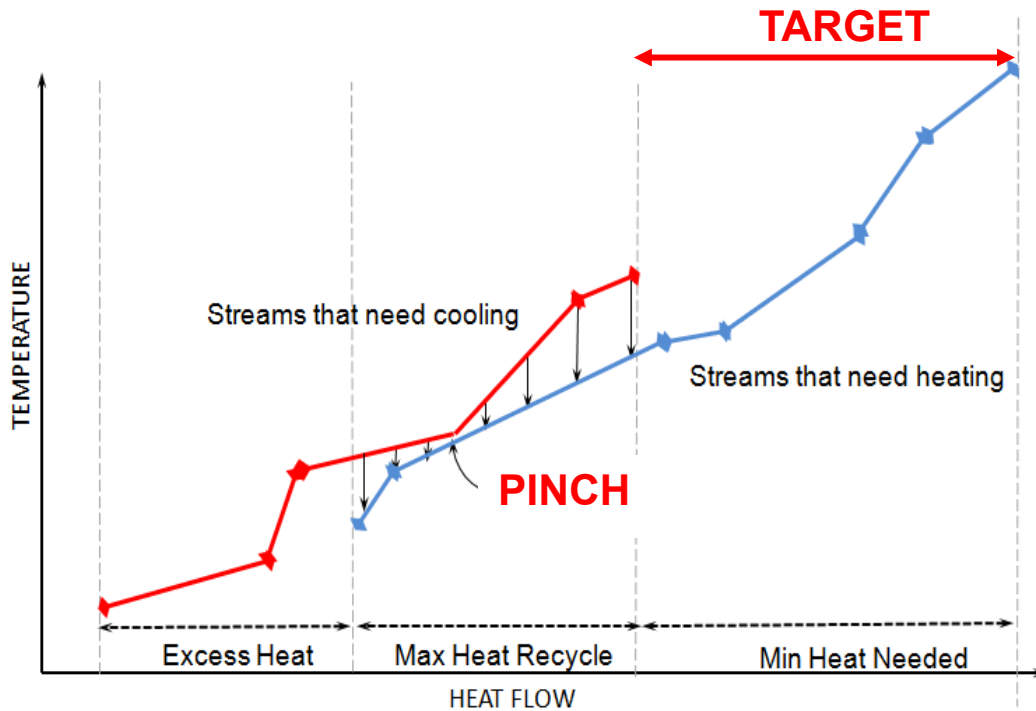 TARGET
TEMPERATURE
Streams that need cooling
Streams that need heating
PINCH
Excess Heat
Max Heat Recycle
Min Heat Needed
HEAT FLOW